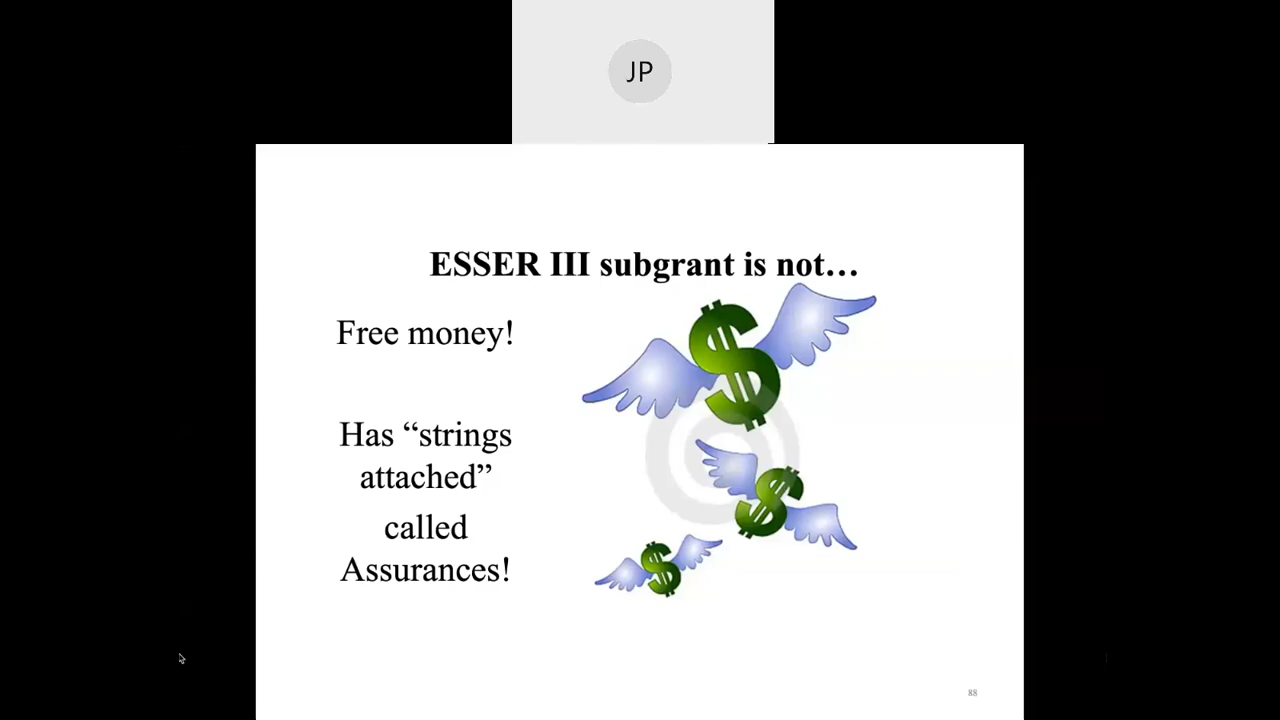 JP
ESSER III subgrant is not…
Free money!
Has “strings
attached”
called
Assurances!
88